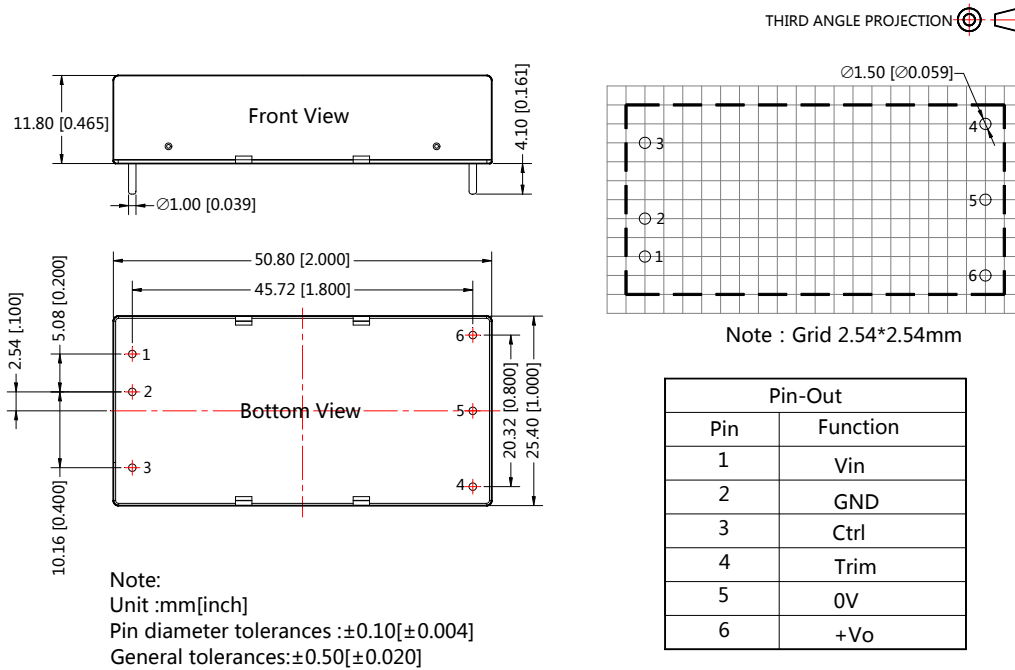 THIRD ANGLE PROJECTION
Front View
11.80 [0.465]
4.10 [0.161]
∅1.00 [0.039]
∅1.50 [∅0.059]
4
3
5
2
1
6
Note : Grid 2.54*2.54mm
50.80 [2.000]
45.72 [1.800]
2.54 [.100]
5.08 [0.200]
10.16 [0.400]
1
2
3
6
5
4
Bottom View
20.32 [0.800]
25.40 [1.000]
Note:
Unit :mm[inch]
Pin diameter tolerances :±0.10[±0.004]
General tolerances:±0.50[±0.020]
Pin-Out
Pin Function
1 Vin
2 GND
3 Ctrl
4 Trim
5 0V
6 +Vo